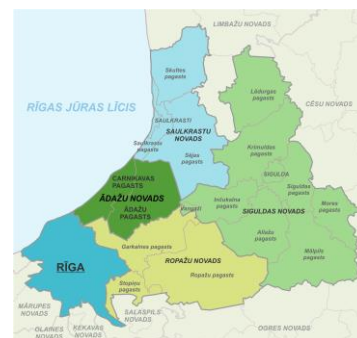 LIMBAŽU NOVADS
Skultes
pagasts
RĪGAS JŪRAS LĪCIS
Lēdurgas
pagasts
CĒSU NOVADS
SAULKRASTI
SAULKRASTU
NOVADS
Saulkrastu
pagasts
Krimuldas
pagasts
Sējas
pagasts
SIGULDA
CARNIKAVAS
PAGASTS
Siguldas
pagasts
ĀDAŽU NOVADS
Inčukalna
pagasts
Mores
pagasts
ĀDAŽU
PAGASTS
Vangaži
SIGULDAS NOVADS
Allažu
pagasts
Garkalnes pagasts
Mālpils
pagasts
ROPAŽU NOVADS
RĪGA
Ropažu pagasts
Stopiņu
pagasts
MĀRUPES
NOVADS
SALASPILS
NOVADS
OLAINES
NOVADS
ĶEKAVAS
NOVADS
OGRES NOVADS